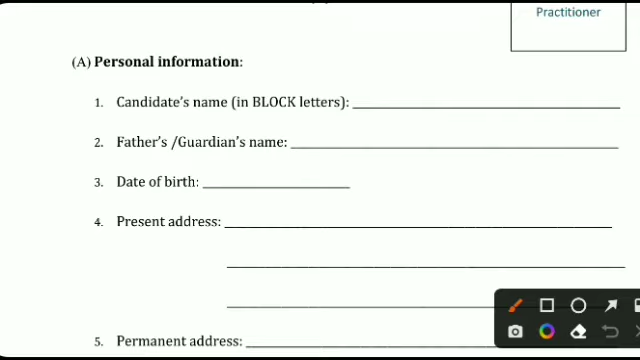 Practitioner
(A) Personal information:
1. Candidate's name (in BLOCK letters):
2. Father's /Guardian's name:
3. Date of birth:
4. Present address:
5. Permanent address: